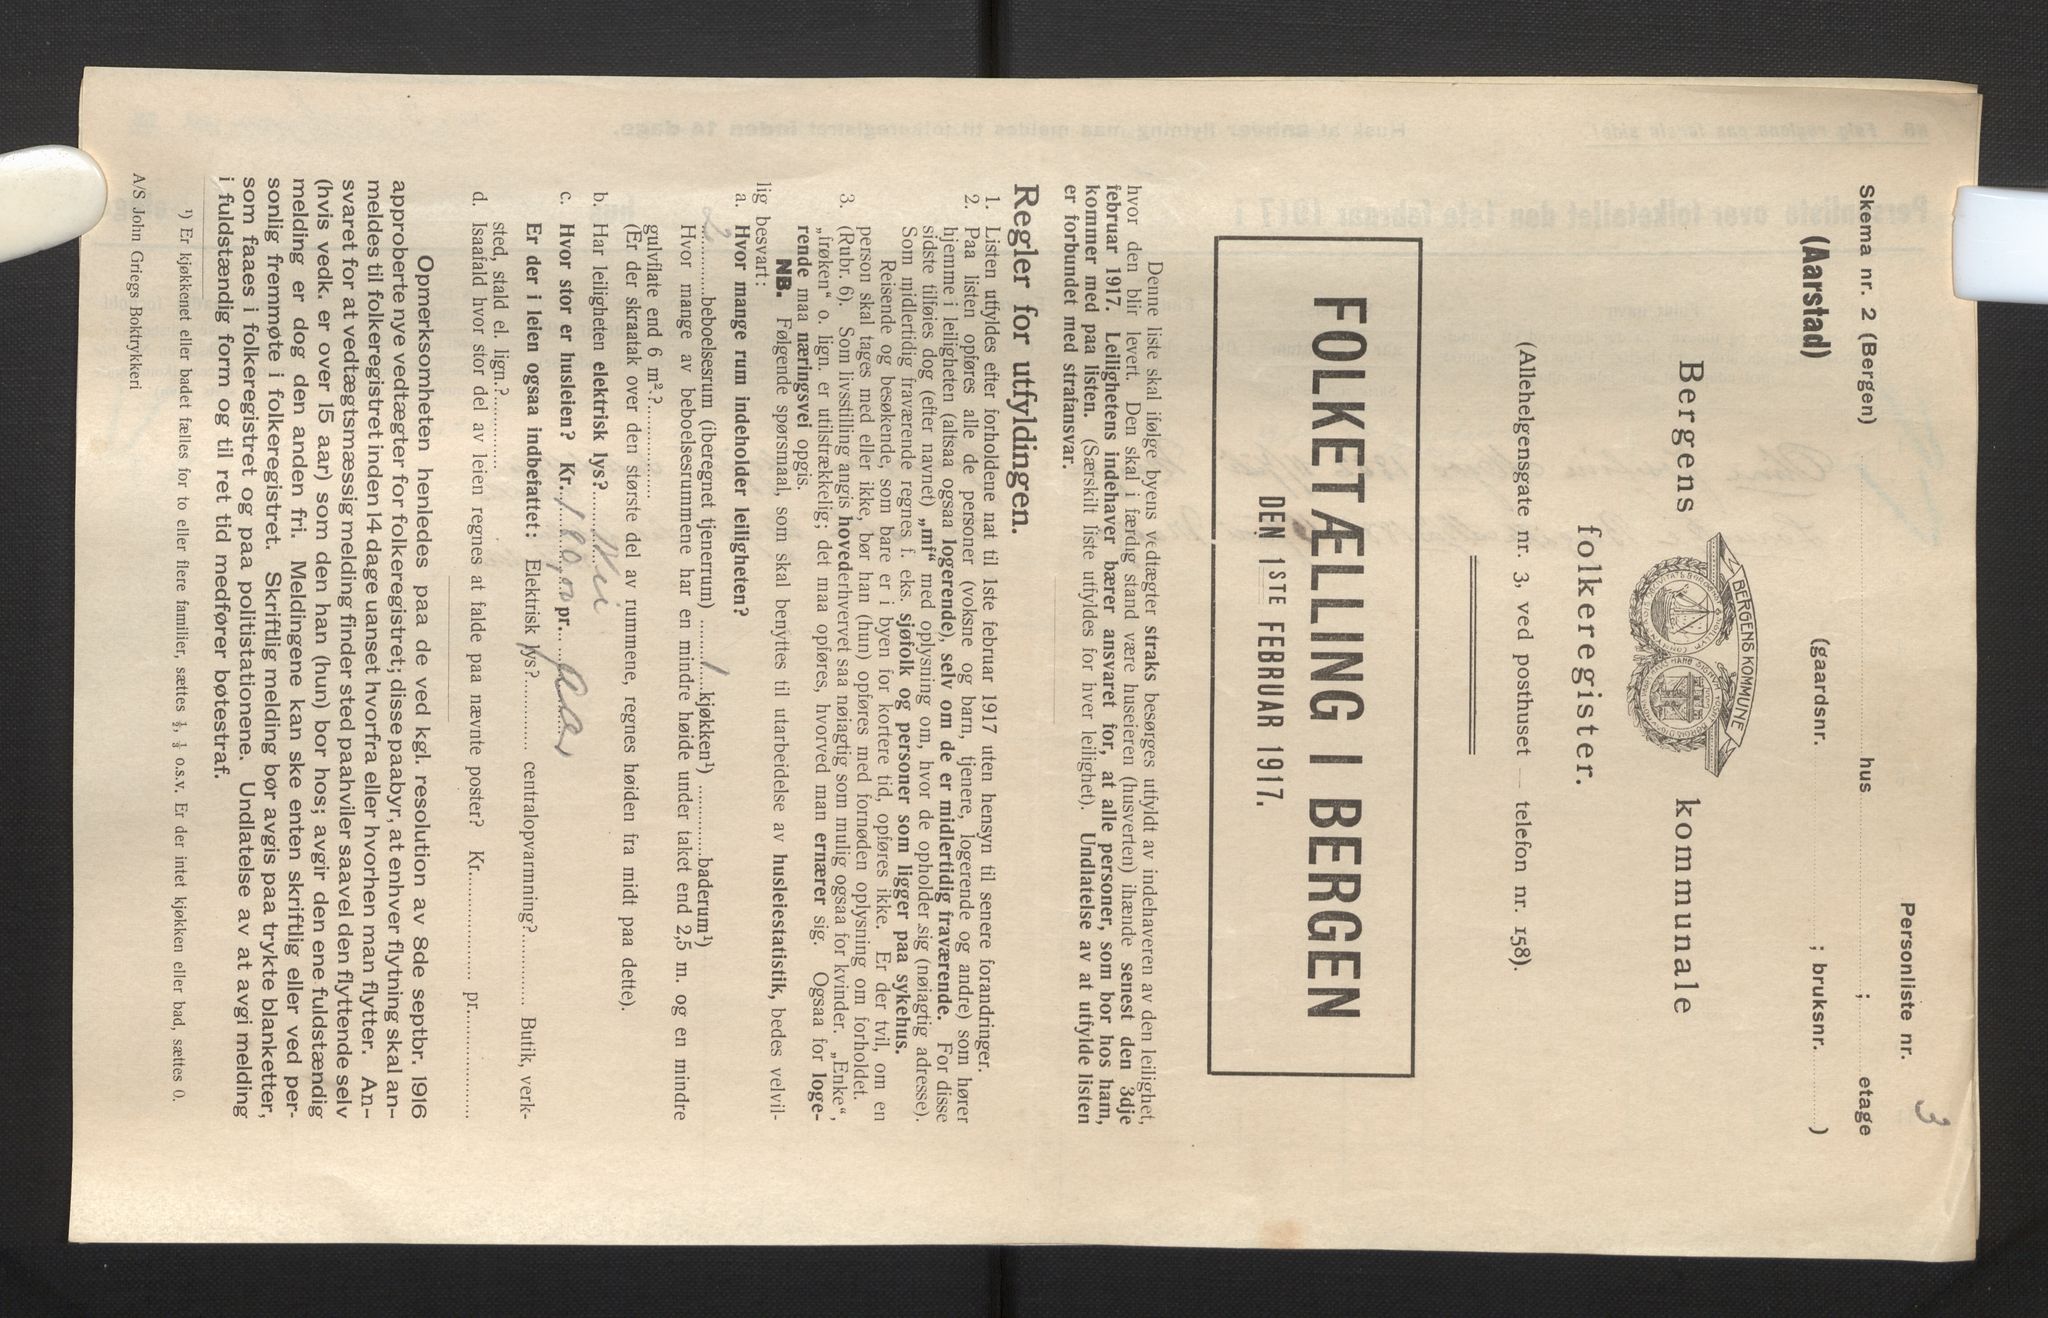 Skema nr. 2 (Bergen)
Personliste nr. 3
hus ; etage
(Aarstad)
(gaardsnr. ; bruksnr. )
Bergens kommunale
BERGENS KOMMUNE
folkeregister.
(Allehelgensgate nr. 3, ved posthuset — telefon nr. 158).
FOLKETÆLLING I BERGEN
DEN 1STE FEBRUAR 1917.
Denne liste skal ifølge byens vedtægter straks besørges utfyldt av indehaveren av den leilighet,
hvor den blir levert. Den skal i færdig stand være huseieren (husverten) ihænde senest den 3dje
februar 1917. Leilighetens indehaver bærer ansvaret for, at alle personer, som bor hos ham,
kommer med paa listen. (Særskilt liste utfyldes for hver leilighet). Undlatelse av at utfylde listen
er forbundet med strafansvar.
Regler for utfyldingen.
1. Listen utfyldes efter forholdene nat til 1ste februar 1917 uten hensyn til senere forandringer.
2. Paa listen opføres alle de personer (voksne og barn, tjenere, logerende og andre) som hører
hjemme i leiligheten (altsaa ogsaa logerende), selv om de er midlertidig fraværende. For disse
sidste tilføies dog (efter navnet) „mf“ med oplysning om, hvor de opholder sig (nøiagtig adresse).
Som midlertidig fraværende regnes f. eks. sjøfolk og personer som ligger paa sykehus.
Reisende og besøkende, som bare er i byen for kortere tid, opføres ikke. Er der tvil, om en
person skal tages med eller ikke, bør han (hun) opføres med fornøden oplysning om forholdet.
3. (Rubr. 6). Som livsstilling angis hovederhvervet saa nøiagtig som mulig ogsaa for kvinder. „Enke“,
„frøken“ o. lign. er utilstrækkelig; det maa opføres, hvorved man ernærer sig. Ogsaa for loge-
rende maa næringsvei opgis.
NB. Følgende spørsmaal, som skal benyttes til utarbeidelse av husleiestatistik, bedes velvil-
lig besvart:
a. Hvor mange rum indeholder leiligheten?
2 beboelsesrum (iberegnet tjenerrum) 1 kjøkken¹) baderum¹)
Hvor mange av beboelsesrummene har en mindre høide under taket end 2,5 m. og en mindre
gulvflate end 6 m².?
(Er der skraatak over den største del av rummene, regnes høiden fra midt paa dette).
b. Har leiligheten elektrisk lys? Nei
c. Hvor stor er husleien? Kr. 190,00 pr. Aar
Er der i leien ogsaa indbefattet: Elektrisk lys? centralopvarmning? Butik, verk-
sted, stald el. lign.?
d. Isaafald hvor stor del av leien regnes at falde paa nævnte poster? Kr. pr.
Opmerksomheten henledes paa de ved kgl. resolution av 8de septbr. 1916
approberte nye vedtægter for folkeregistret; disse paabyr, at enhver flytning skal an-
meldes til folkeregistret inden 14 dage uanset hvorfra eller hvorhen man flytter. An-
svaret for at vedtægtsmæssig melding finder sted paahviler saavel den flyttende selv
(hvis vedk. er over 15 aar) som den han (hun) bor hos; avgir den ene fuldstændig
melding er dog den anden fri. Meldingene kan ske enten skriftlig eller ved per-
sonlig fremmøte i folkeregistret. Skriftlig melding bør avgis paa trykte blanketter,
som faaes i folkeregistret og paa politistationene. Undlatelse av at avgi melding
i fuldstændig form og til ret tid medfører bøtestraf.
¹) Er kjøkkenet eller badet fælles for to eller flere familier, sættes ½, ⅓ o.s.v. Er der intet kjøkken eller bad, sættes 0.
A/S John Griegs Boktrykkeri